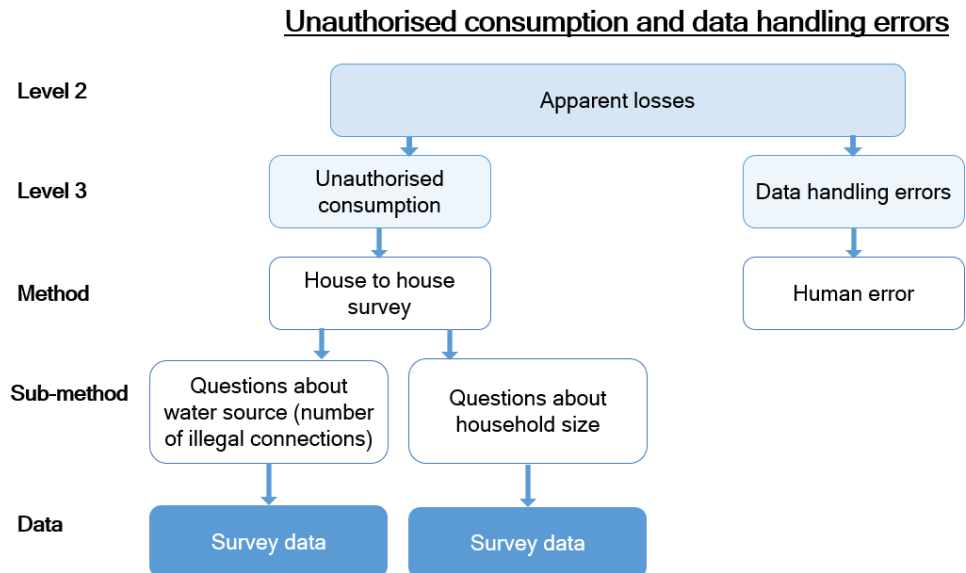 Unauthorised consumption and data handling errors
Level 2
Apparent losses
Level 3
Unauthorised
consumption
Data handling errors
Method
House to house
survey
Human error
Sub-method
Questions about
water source (number
of illegal connections)
Questions about
household size
Data
Survey data
Survey data